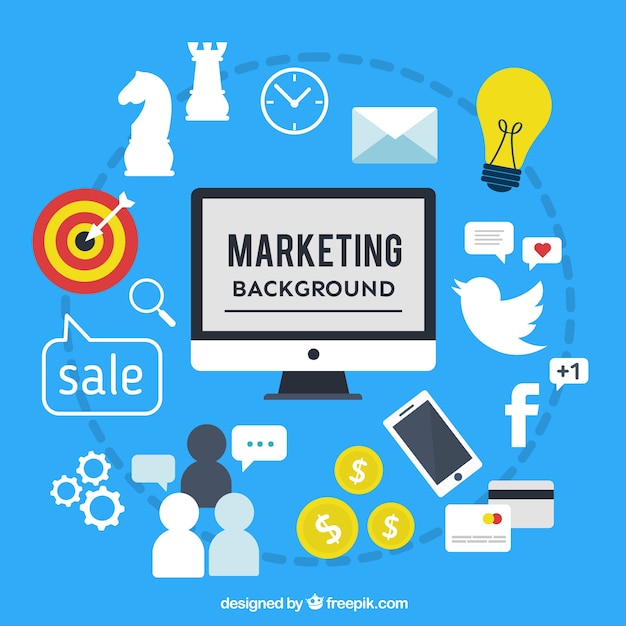 MARKETING
BACKGROUND
sale
+1
f
$
$
$
designed by freepik.com